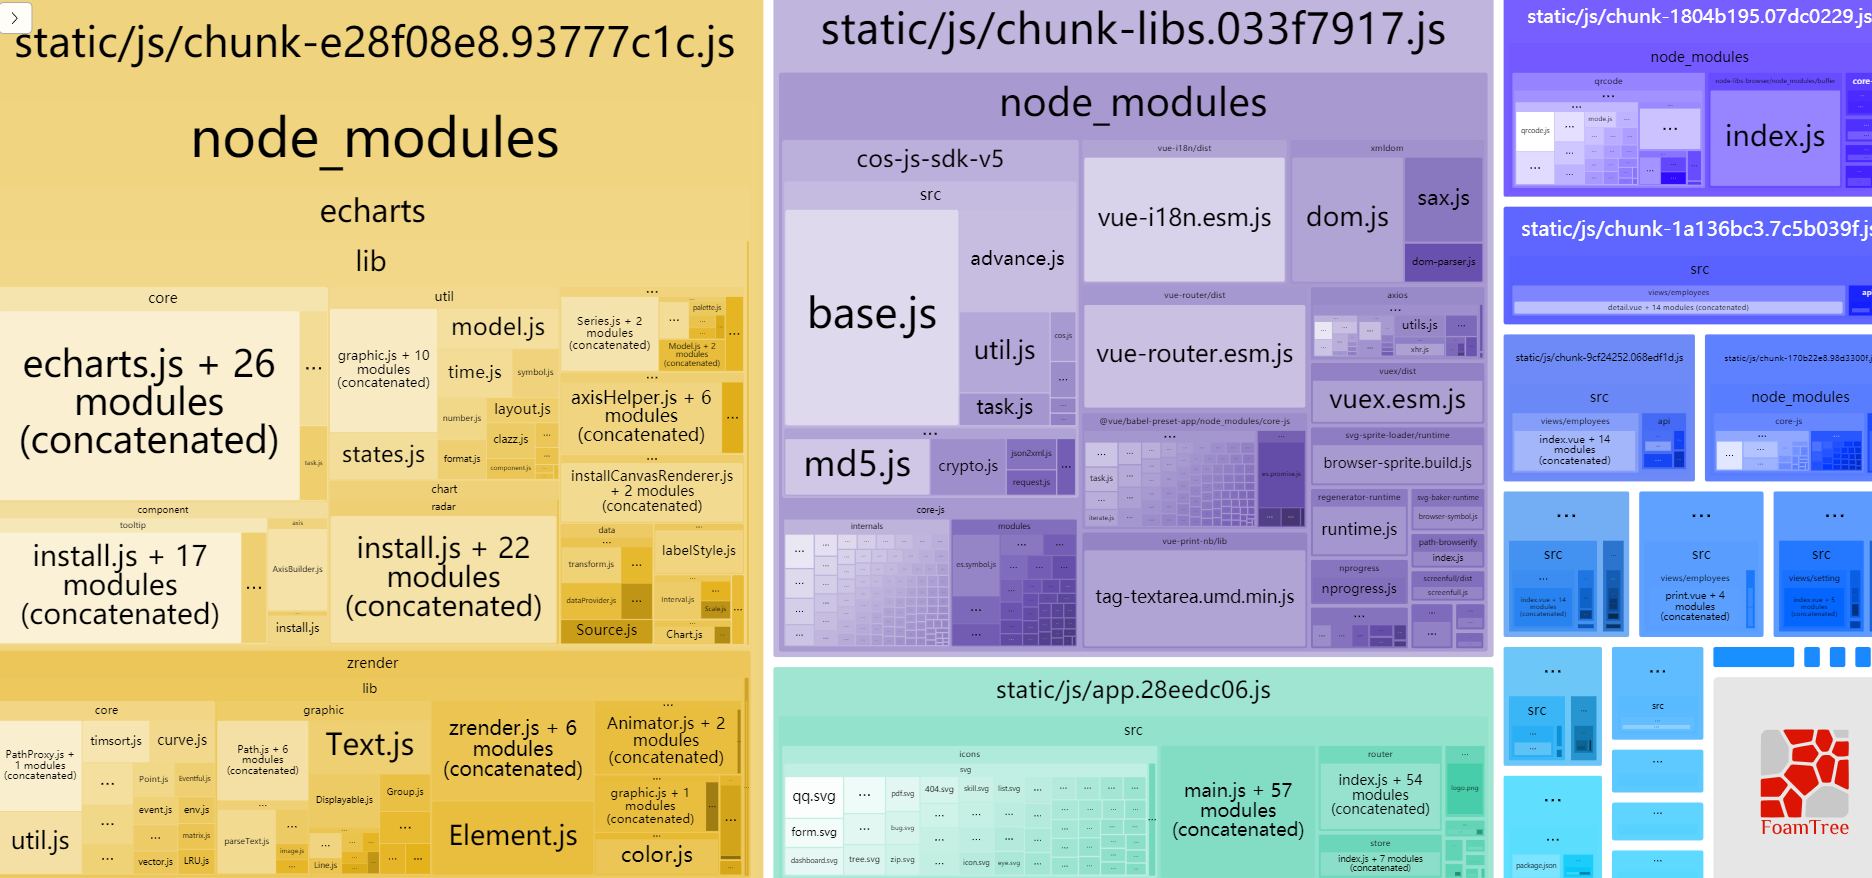 static/js/chunk-e28f08e8.93777c1c.js
node_modules
echarts
lib
core
echarts.js + 26
modules
(concatenated)
...
task.js
util
graphic.js + 10
modules
(concatenated)
model.js
time.js
symbol.js
number.js
layout.js
clazz.js
...
states.js
format.js
component.js
...
...
Series.js + 2
modules
(concatenated)
...
palette.js
Model.js + 2
modules
(concatenated)
...
...
axisHelper.js + 6
modules
(concatenated)
...
installCanvasRenderer.js
+ 2 modules
(concatenated)
component
tooltip
install.js + 17
modules
(concatenated)
...
axis
AxisBuilder.js
install.js
chart
radar
install.js + 22
modules
(concatenated)
data
...
transform.js
...
dataProvider.js
...
Source.js
...
labelStyle.js
...
Interval.js
...
Scale.js
...
Chart.js
...
zrender
lib
core
PathProxy.js +
1 modules
(concatenated)
timsort.js
curve.js
...
Point.js
Eventful.js
...
event.js
env.js
util.js
...
matrix.js
...
vector.js
LRU.js
graphic
Path.js + 6
modules
(concatenated)
Text.js
...
Displayable.js
Group.js
parseText.js
...
image.js
...
...
...
Line.js
...
...
...
zrender.js + 6
modules
(concatenated)
Element.js
...
Animator.js + 2
modules
(concatenated)
...
graphic.js + 1
modules
(concatenated)
...
...
...
color.js
static/js/chunk-libs.033f7917.js
node_modules
cos-js-sdk-v5
src
base.js
advance.js
util.js
cos.js
...
task.js
...
...
md5.js
crypto.js
json2xml.js
request.js
...
core-js
internals
...
...
...
...
modules
...
...
es.symbol.js
...
...
...
...
vue-i18n/dist
vue-i18n.esm.js
xmldom
dom.js
sax.js
dom-parser.js
vue-router/dist
vue-router.esm.js
axios
...
utils.js
...
xhr.js
vuex/dist
vuex.esm.js
@vue/babel-preset-app/node_modules/core-js
...
...
task.js
...
iterate.js
...
es.promise.js
...
...
svg-sprite-loader/runtime
browser-sprite.build.js
regenerator-runtime
runtime.js
svg-baker-runtime
browser-symbol.js
path-browserify
index.js
vue-print-nb/lib
tag-textarea.umd.min.js
nprogress
nprogress.js
screenfull/dist
screenfull.js
...
...
...
static/js/app.28eedc06.js
src
icons
svg
qq.svg
...
pdf.svg
404.svg
skill.svg
list.svg
...
form.svg
...
bug.svg
...
dashboard.svg
tree.svg
zip.svg
...
icon.svg
eye.svg
...
main.js + 57
modules
(concatenated)
router
index.js + 54
modules
(concatenated)
store
index.js + 7 modules
(concatenated)
...
logo.png
...
static/js/chunk-1804b195.07dc0229.js
node_modules
qrcode
...
...
qrcode.js
...
mode.js
...
...
...
node-libs-browser/node_modules/buffer
index.js
core-
static/js/chunk-1a136bc3.7c5b039f.js
src
views/employees
detail.vue + 14 modules (concatenated)
ap
static/js/chunk-9cf24252.068edf1d.js
src
views/employees
index.vue + 14
modules
(concatenated)
api
...
...
static/js/chunk-170b22e8.98d3300f.j
node_modules
core-js
...
...
src
...
index.vue + 14
modules
(concatenated)
...
src
views/employees
print.vue + 4
modules
(concatenated)
...
src
views/setting
index.vue + 5
modules
(concatenated)
...
src
...
...
...
src
...
...
...
package.json
...
...
...
...
FoamTree